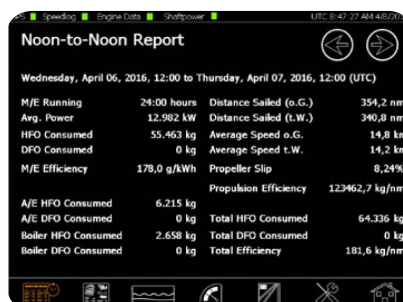 PS Speedlog Engine Data Shaftpower UTC 8:47:27 AM 4/8/201
Noon-to-Noon Report
Wednesday, April 06, 2016, 12:00 to Thursday, April 07, 2016, 12:00 (UTC)
M/E Running 24:00 hours Distance Sailed (o.G.) 354,2 nm
Avg. Power 12.982 kW Distance Sailed (t.W.) 340,8 nm
HFO Consumed 55.463 kg Average Speed o.G. 14,8 kn
DFO Consumed 0 kg Average Speed t.W. 14,2 kn
M/E Efficiency 178,0 g/kWh Propeller Slip 8,24%
Propulsion Efficiency 123462,7 kg/nm
A/E HFO Consumed 6.215 kg
A/E DFO Consumed 0 kg Total HFO Consumed 64.336 kg
Boiler HFO Consumed 2.658 kg Total DFO Consumed 0 kg
Boiler DFO Consumed 0 kg Total Efficiency 181,6 kg/nm